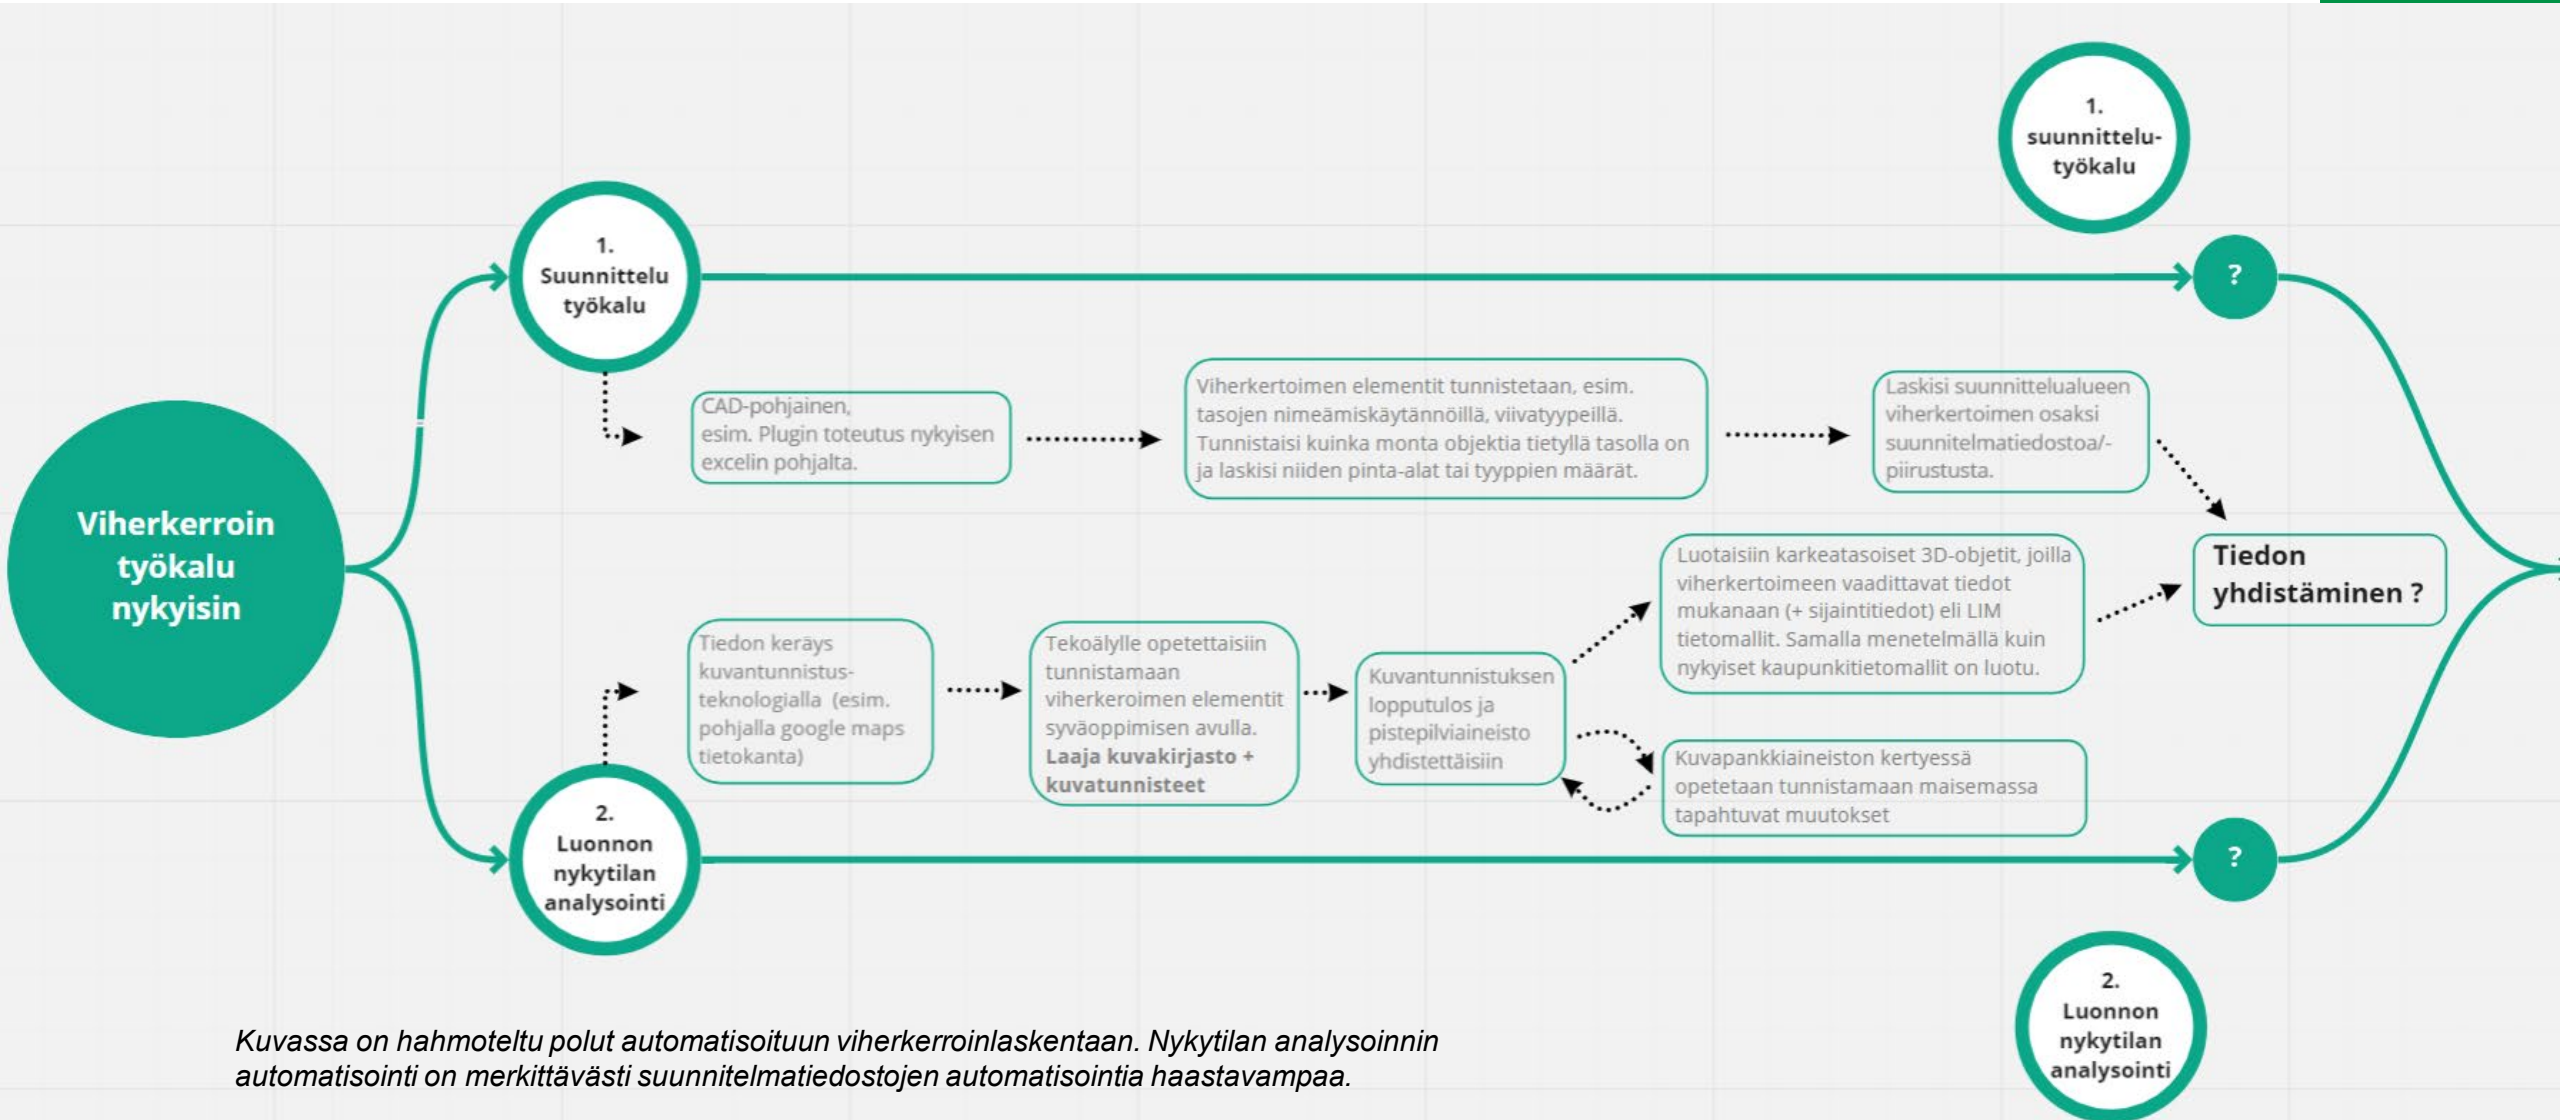 Viherkerroin
työkalu
nykyisin
1.
Suunnittelu
työkalu
CAD-pohjainen,
esim. Plugin toteutus nykyisen
excelin pohjalta.
Viherkertoimen elementit tunnistetaan, esim.
tasojen nimeämiskäytännöillä, viivatyypeillä.
Tunnistaisi kuinka monta objektia tietyllä tasolla on
ja laskisi niiden pinta-alat tai tyyppien määrät.
Laskisi suunnittelualueen
viherkertoimen osaksi
suunnitelmatiedostoa/-
piirustusta.
1.
suunnittelu-
työkalu
?
2.
Luonnon
nykytilan
analysointi
Tiedon keräys
kuvantunnistus-
teknologialla (esim.
pohjalla google maps
tietokanta)
Tekoälylle opetettaisiin
tunnistamaan
viherkeroimen elementit
syväoppimisen avulla.
Laaja kuvakirjasto +
kuvatunnisteet
Kuvantunnistuksen
lopputulos ja
pistepilviaineisto
yhdistettäisiin
Luotaisiin karkeatasoiset 3D-objetit, joilla
viherkertoimeen vaadittavat tiedot
mukanaan (+ sijaintitiedot) eli LIM
tietomallit. Samalla menetelmällä kuin
nykyiset kaupunkitietomallit on luotu.
Kuvapankkiaineiston kertyessä
opetetaan tunnistamaan maisemassa
tapahtuvat muutokset
Tiedon
yhdistäminen ?
?
2.
Luonnon
nykytilan
analysointi
Kuvassa on hahmoteltu polut automatisoituun viherkerroinlaskentaan. Nykytilan analysoinnin
automatisointi on merkittävästi suunnitelmatiedostojen automatisointia haastavampaa.